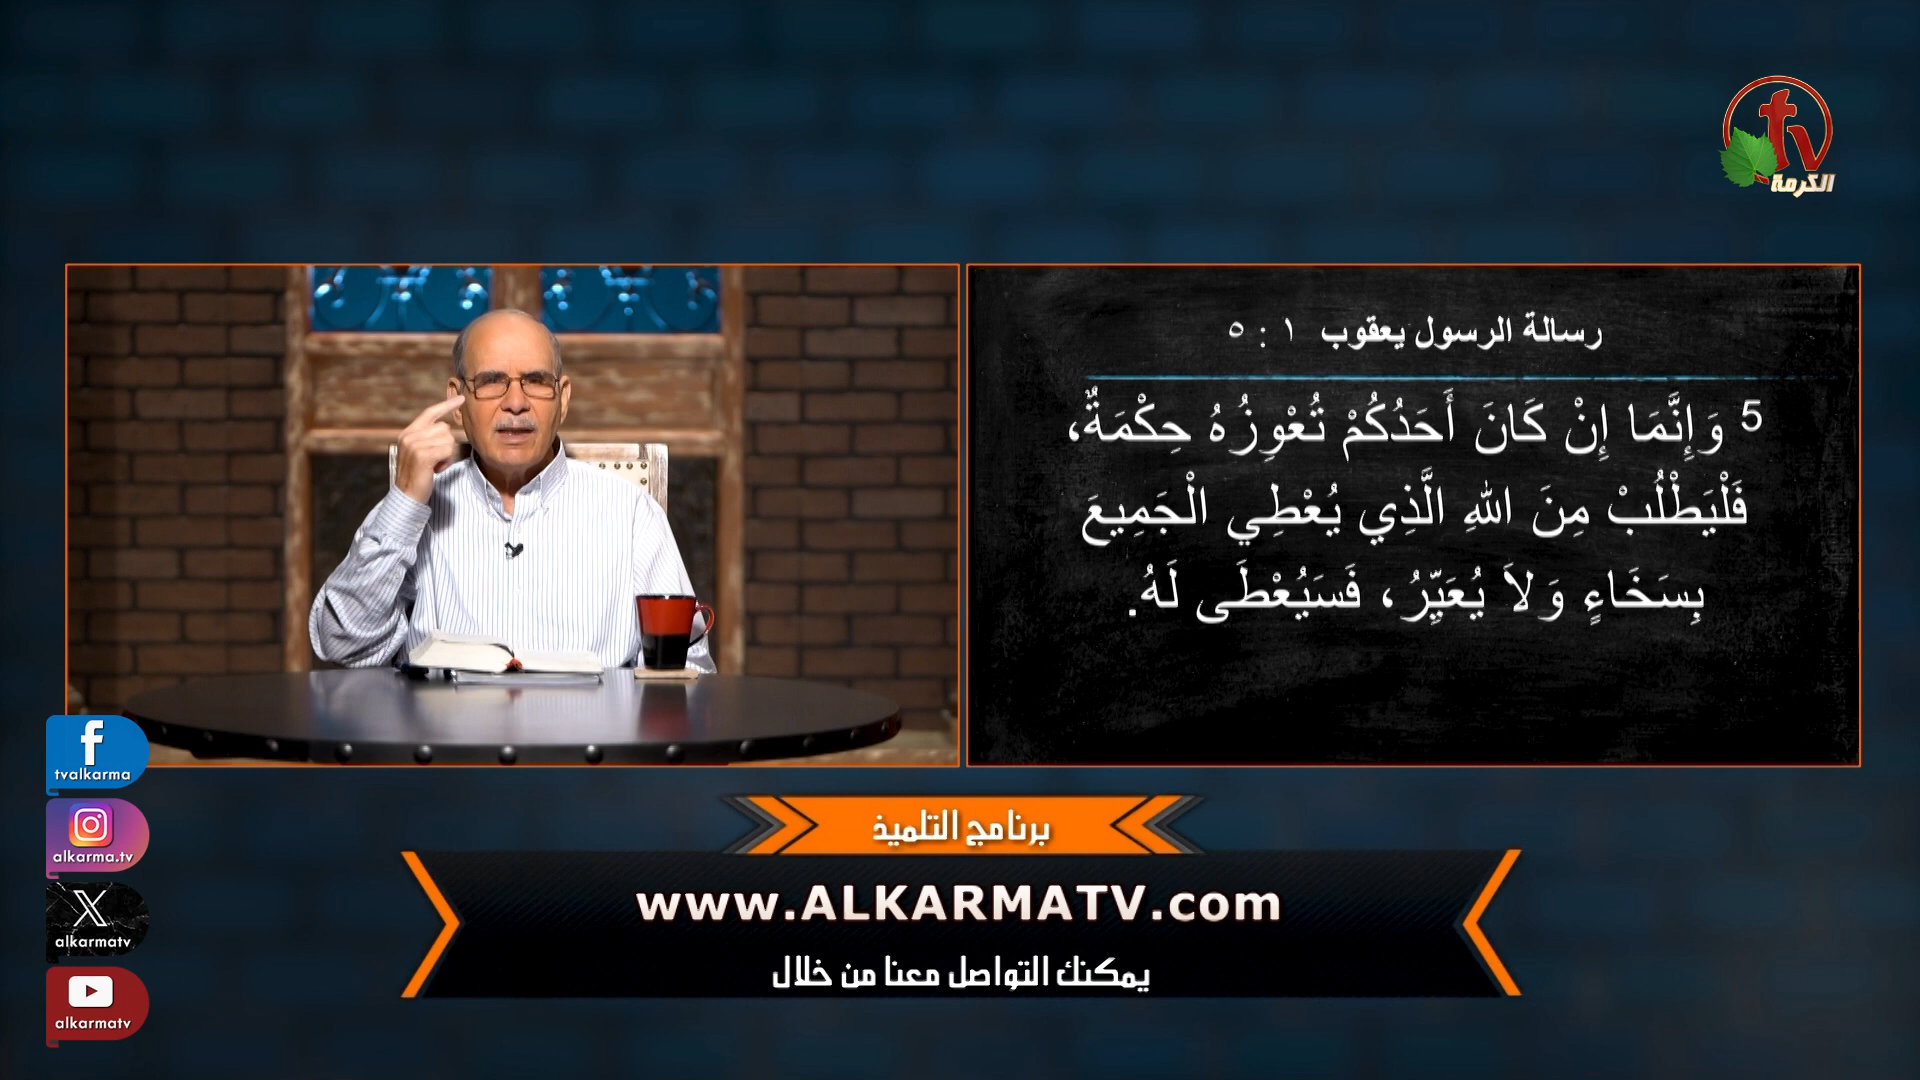 tv
الكرمة
رسالة الرسول يعقوب ١ : ٥
5 وَإِنَّمَا إِنْ كَانَ أَحَدُكُمْ تُعْوِزُهُ حِكْمَةٌ،
فَلْيَطْلُبْ مِنَ اللهِ الَّذِي يُعْطِي الْجَمِيعَ
بِسَخَاءٍ وَلاَ يُعَيِّرُ، فَسَيُعْطَى لَهُ.
f
tvalkarma
alkarma.tv
X
alkarmatv
alkarmatv
برنامج التلميذ
www.ALKARMATV.com
يمكنك التواصل معنا من خلال